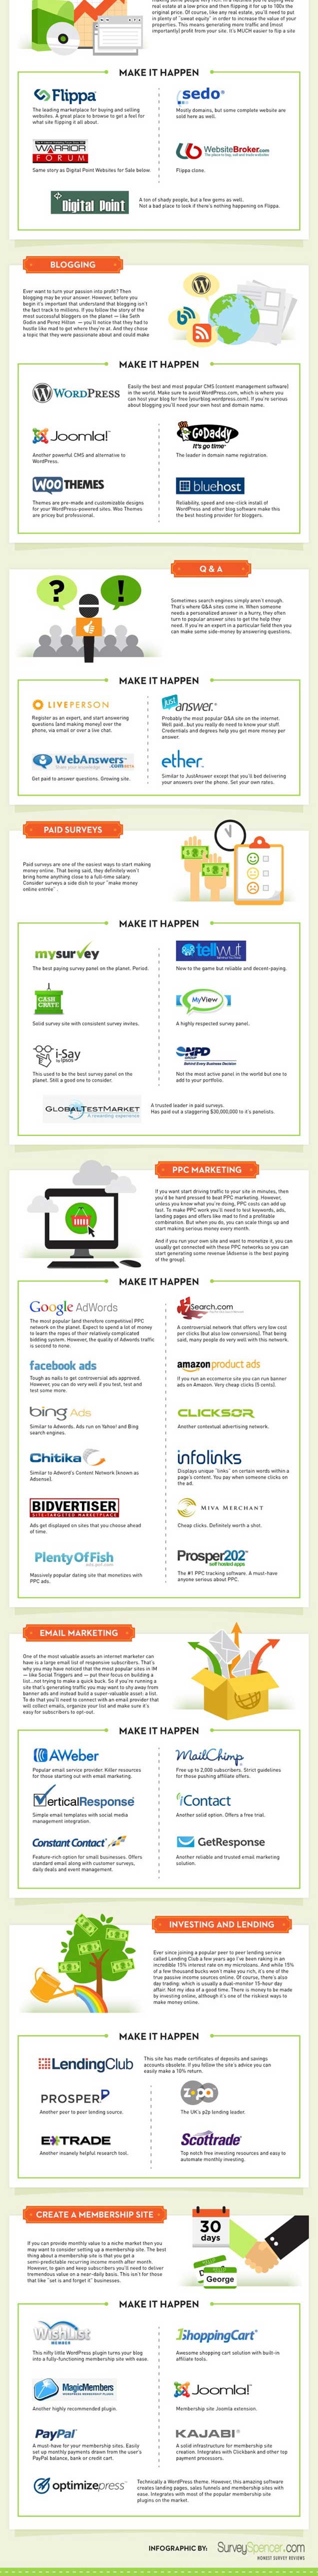 real estate at a low price and then flipping it for up to 100x the
original price. Of course, like any real estate, you'll need to put
in plenty of "sweat equity" in order to increase the value of your
properties. This means generating more traffic and (most
importantly) profit from your site. It's MUCH easier to flip a site
MAKE IT HAPPEN
Flippa
The leading marketplace for buying and selling
websites. A great place to browse to get a feel for
what site flipping it all about.
sedo
Mostly domains, but some complete website are
sold here as well.
WARRIOR
FORUM
Same story as Digital Point Websites for Sale below.
WebsiteBroker.com
Flippa clone.
Digital Point
A ton of shady people, but a few gems as well.
Not a bad place to look if there's nothing happening on Flippa.
BLOGGING
Ever want to turn your passion into profit? Then
blogging may be your answer. However, before you
begin it's important that understand that blogging isn't
the fast track to millions. If you follow the story of the
most successful bloggers on the planet — like Seth
Godin and Perez Hilton — you'll notice that they had to
hustle like mad to get where they're at. And they chose
a topic that they were passionate about and could make
MAKE IT HAPPEN
WORDPRESS
Easily the best and most popular CMS (content management software)
in the world. Make sure to avoid WordPress.com, which is where you
host your blog for free (yourblog.wordpress.com). If you're serious
about blogging you'll need your own host and domain name.
Joomla!
Another powerful CMS and alternative to
WordPress.
GoDaddy
It's go time
The leader in domain name registration.
WOO THEMES
Themes are pre-made and customizable designs
for your WordPress-powered sites. Woo Themes
are pricey but professional.
bluehost
Reliability, speed and one-click install of
WordPress and other blog software make this
the best hosting provider for bloggers.
Q & A
Sometimes search engines simply aren't enough.
That's where Q&A sites come in. When someone
needs a personalized answer quickly, they often
turn to popular answer sites to get the help they
need. If you're an expert in a particular field then you
can make some side-money by answering questions.
MAKE IT HAPPEN
LIVEPERSON
Register as an expert, and start answering
questions (and making money) over the
phone, via email or over a live chat.
Just answer.
Probably the most popular Q&A site on the internet.
Well paid...but you really do need to know your stuff.
Credentials and degrees help you get more money per
answer.
WebAnswers
.com
Get paid to answer questions. Growing site.
ether.
Similar to JustAnswer except that you'll bed delivering
your answers over the phone. Set your own rates.
PAID SURVEYS
Paid surveys are one of the easiest ways to start making
money online. That being said, they definitely won't
bring home anything close to a full-time salary.
Consider surveys a side dish to your "make money
online entrée" .
MAKE IT HAPPEN
mysurvey
The best paying survey panel on the planet. Period.
tellwut
New to the game but reliable and decent-paying.
CASH
CRATE
Solid survey site with consistent survey invites.
MyView
A highly respected survey panel.
i-Say
by Ipsos
This used to be the best survey panel on the
planet. Still a good one to consider.
NPD
Behind Every Business Decision
Not the most active panel in the world but one to
add to your portfolio.
GLOBALTESTMARKET
A rewarding experience
A trusted leader in paid surveys.
Has paid out a staggering $30,000,000 to it's panelists.
PPC MARKETING
If you want start driving traffic to your site in minutes, then
you'd be hard pressed to beat PPC marketing. However,
unless you know what you're doing, PPC costs can add up
fast. To make PPC work you'll need to test keywords, ads,
landing pages and more until you find a profitable
combination. But when you do, you can scale things up and
start making serious money every month.
And if you run your own site and want to monetize it, you can
usually get connected with these PPC networks so you can
start generating some revenue (Adsense is the best paying
of the group).
MAKE IT HAPPEN
Google AdWords
The most popular (and therefore competitive) PPC
network on the planet. Expect to spend a lot of money
to learn the ropes of their relatively complicated
bidding system. However, the quality of Adwords traffic
is second to none.
7Search.com
A controversial network that offers very low cost
per clicks (but also low conversions). That being
said, many people do very well with this network.
facebook ads
Tough as nails to get controversial ads approved.
However, you can do very well if you test, test and
test some more.
amazon product ads
If you run an ecommerce site you can run banner
ads on Amazon. Very cheap clicks (5 cents).
bing Ads
Similar to Adwords. Ads run on Yahoo! and Bing
search engines.
CLICKSOR
Another contextual advertising network.
Chitika
Similar to Adword's Content Network (known as
Adsense).
infolinks
Displays unique "links" on certain words within a
page's content. You pay when someone clicks on
the ad.
BIDVERTISER
SITE-TARGETED MARKETPLACE
Ads get displayed on sites that you choose ahead
of time.
MIVA MERCHANT
Cheap clicks. Definitely worth a shot.
PlentyOfFish
Massively popular dating site that monetizes with
PPC ads.
Prosper202
self hosted apps
The #1 PPC tracking software. A must-have for
anyone serious about PPC.
EMAIL MARKETING
One of the most valuable assets an internet marketer can
have is a large email list of responsive subscribers. That's
why you may have noticed that the most popular sites in IM
— like Social Triggers and — put their focus on building a
list...not trying to make a quick buck. So if you're running a
site that's generating traffic you may want to shy away from
banner ads and instead build your most-valuable asset: a list.
To do that you'll need to connect with an email provider that
will collect emails, organize your list and make sure it's
easy for subscribers to opt-out.
MAKE IT HAPPEN
AWeber
Popular email service provider. Killer resources
for those starting out with email marketing.
MailChimp
Free up to 2,000 subscribers. Strict guidelines
for those pushing affiliate offers.
VerticalResponse
Simple email templates with social media
management integration.
iContact
Another solid option. Offers a free trial.
Constant Contact
Feature-rich option for small businesses. Offers
standard email along with customer surveys,
daily deals and event management.
GetResponse
Another reliable and trusted email marketing
solution.
INVESTING AND LENDING
Ever since joining a popular peer to peer lending service
called Lending Club a few years ago I've been raking in an
incredible 15% interest rate on my microloans. And while 15%
of a few thousand bucks won't make you rich, it's one of the
true passive income sources online. Of course, there's also
day trading: which is usually a dual-monitor 15-hour day
affair. Not my idea of a good time. There is money to be made
by investing online, although it's one of the riskiest ways to
make money online.
MAKE IT HAPPEN
LendingClub
This site has made certificates of deposits and savings
accounts obsolete. If you follow the site's advice you can
easily make a 10% return.
PROSPER
Another peer to peer lending source.
Zopa
The UK's p2p lending leader.
E*TRADE
Another insanely helpful research tool.
Scottrade
Top notch free investing resources and easy to
automate monthly investing.
CREATE A MEMBERSHIP SITE
If you can provide monthly value to a niche market then you
may want to consider setting up a membership site. The best
thing about a membership site is that you get a
semi-predictable, recurring income month after month.
However, to gain and keep subscribers you'll need to deliver
tremendous value on a near-daily basis. This isn't for those
that like "set it and forget it" businesses.
30
days
George
MAKE IT HAPPEN
WishList
MEMBER
This nifty little WordPress plugin turns your blog
into a fully-functioning membership site with ease.
1ShoppingCart
Awesome shopping cart solution with built-in
affiliate tools.
MagicMembers
Another highly recommended plugin.
Joomla!
Membership site Joomla extension.
PayPal
A must-have for your membership sites. Easily
set up monthly payments drawn from the user's
PayPal balance, bank or credit cart.
KAJABI
A solid infrastructure for membership site
creation. Integrates with Clickbank and other top
payment processors.
optimizepress
Technically a WordPress theme. However, this amazing software
creates landing pages, sales funnels and membership sites with
ease. Integrates with most of the popular membership site
plugins on the market.
INFOGRAPHIC BY:
SurveySpencer.com
HONEST SURVEY REVIEWS